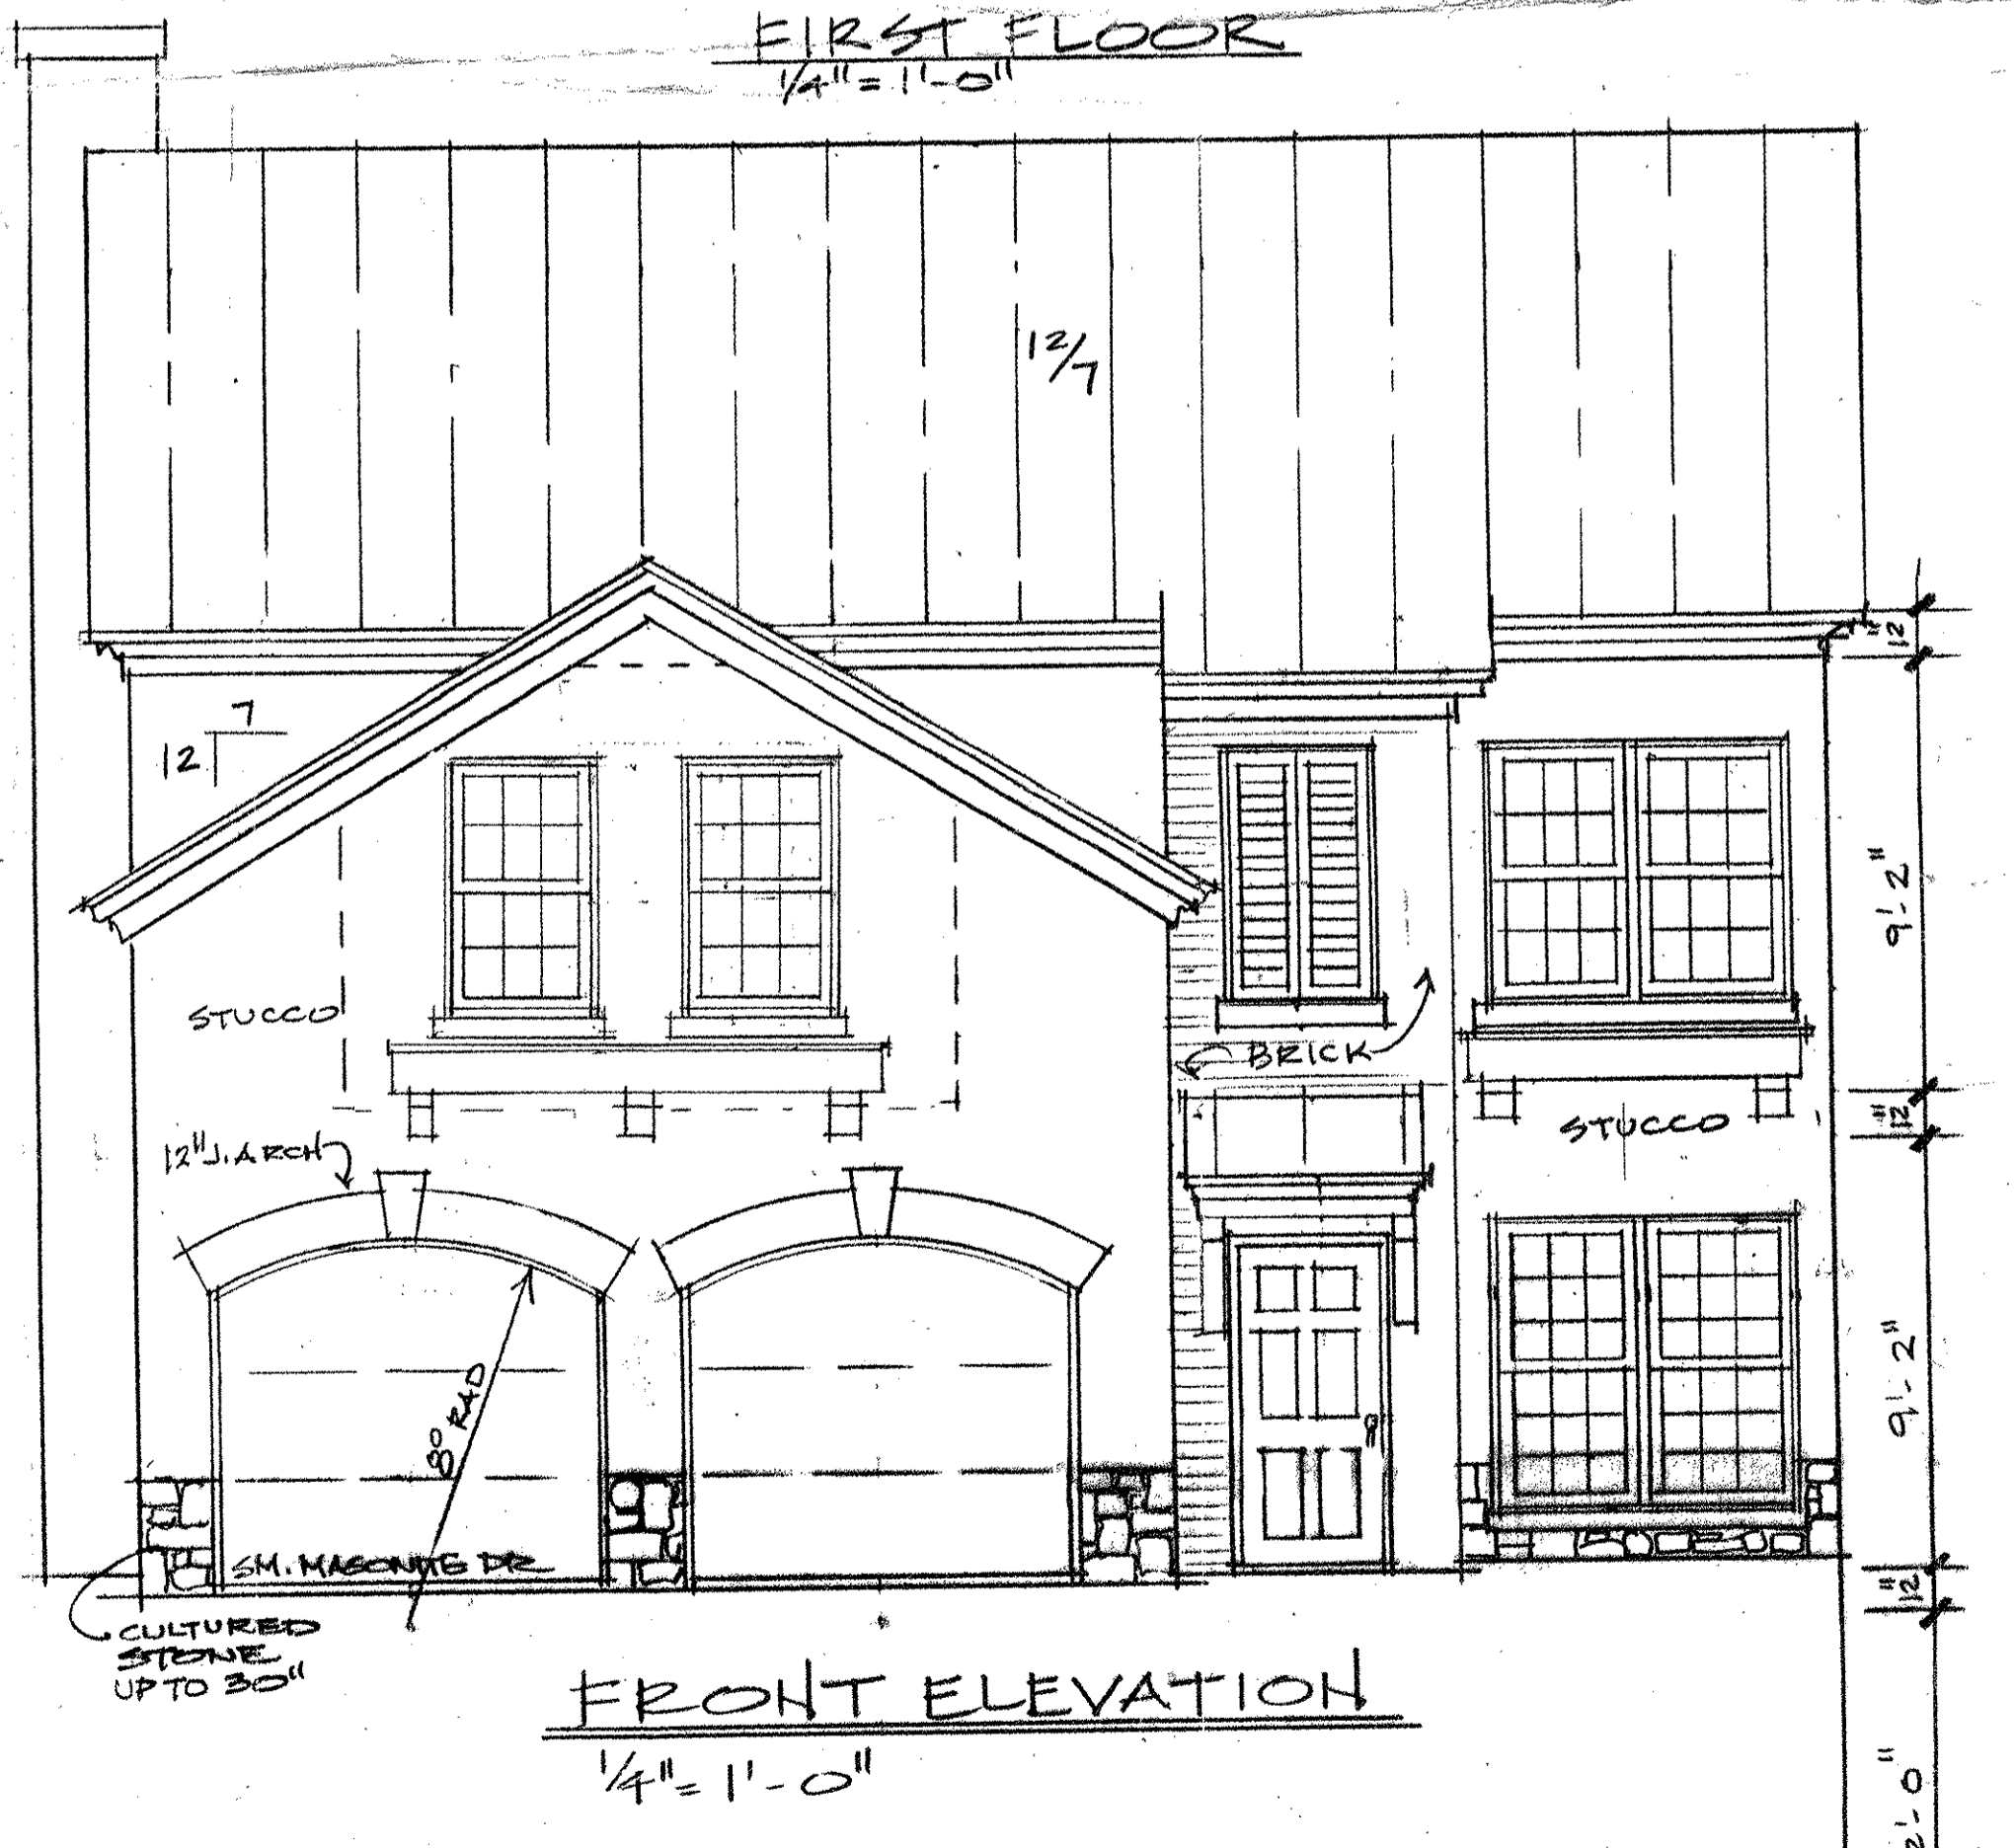 FIRST FLOOR
1/4" = 1'-0"
12/7
12"
7
12
9'-2"
STUCCO
BRICK
12"
STUCCO
12" J. ARCH
8° RAD
9'-2"
SM. MASONITE DR
12"
CULTURED
STONE
UP TO 30"
FRONT ELEVATION
1/4" = 1'-0"